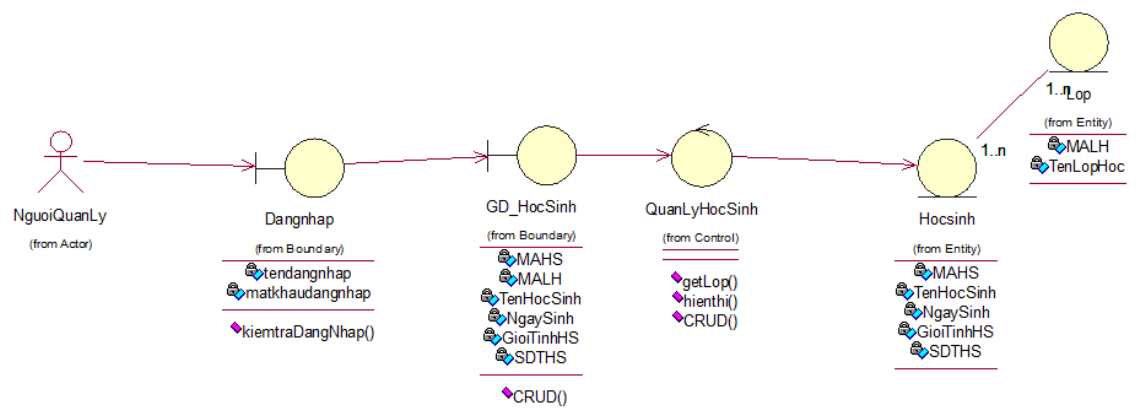 NguoiQuanLy
(from Actor)
Dangnhap
(from Boundary)
tendangnhap
matkhaudangnhap
kiemtraDangNhap()
GD_HocSinh
(from Boundary)
MAHS
MALH
TenHocSinh
NgaySinh
GioiTinhHS
SDTHS
CRUD()
QuanLyHocSinh
(from Control)
getLop()
hienthi()
CRUD()
Hocsinh
(from Entity)
MAHS
TenHocSinh
NgaySinh
GioiTinhHS
SDTHS
1..n
1..n
Lop
(from Entity)
MALH
TenLopHoc